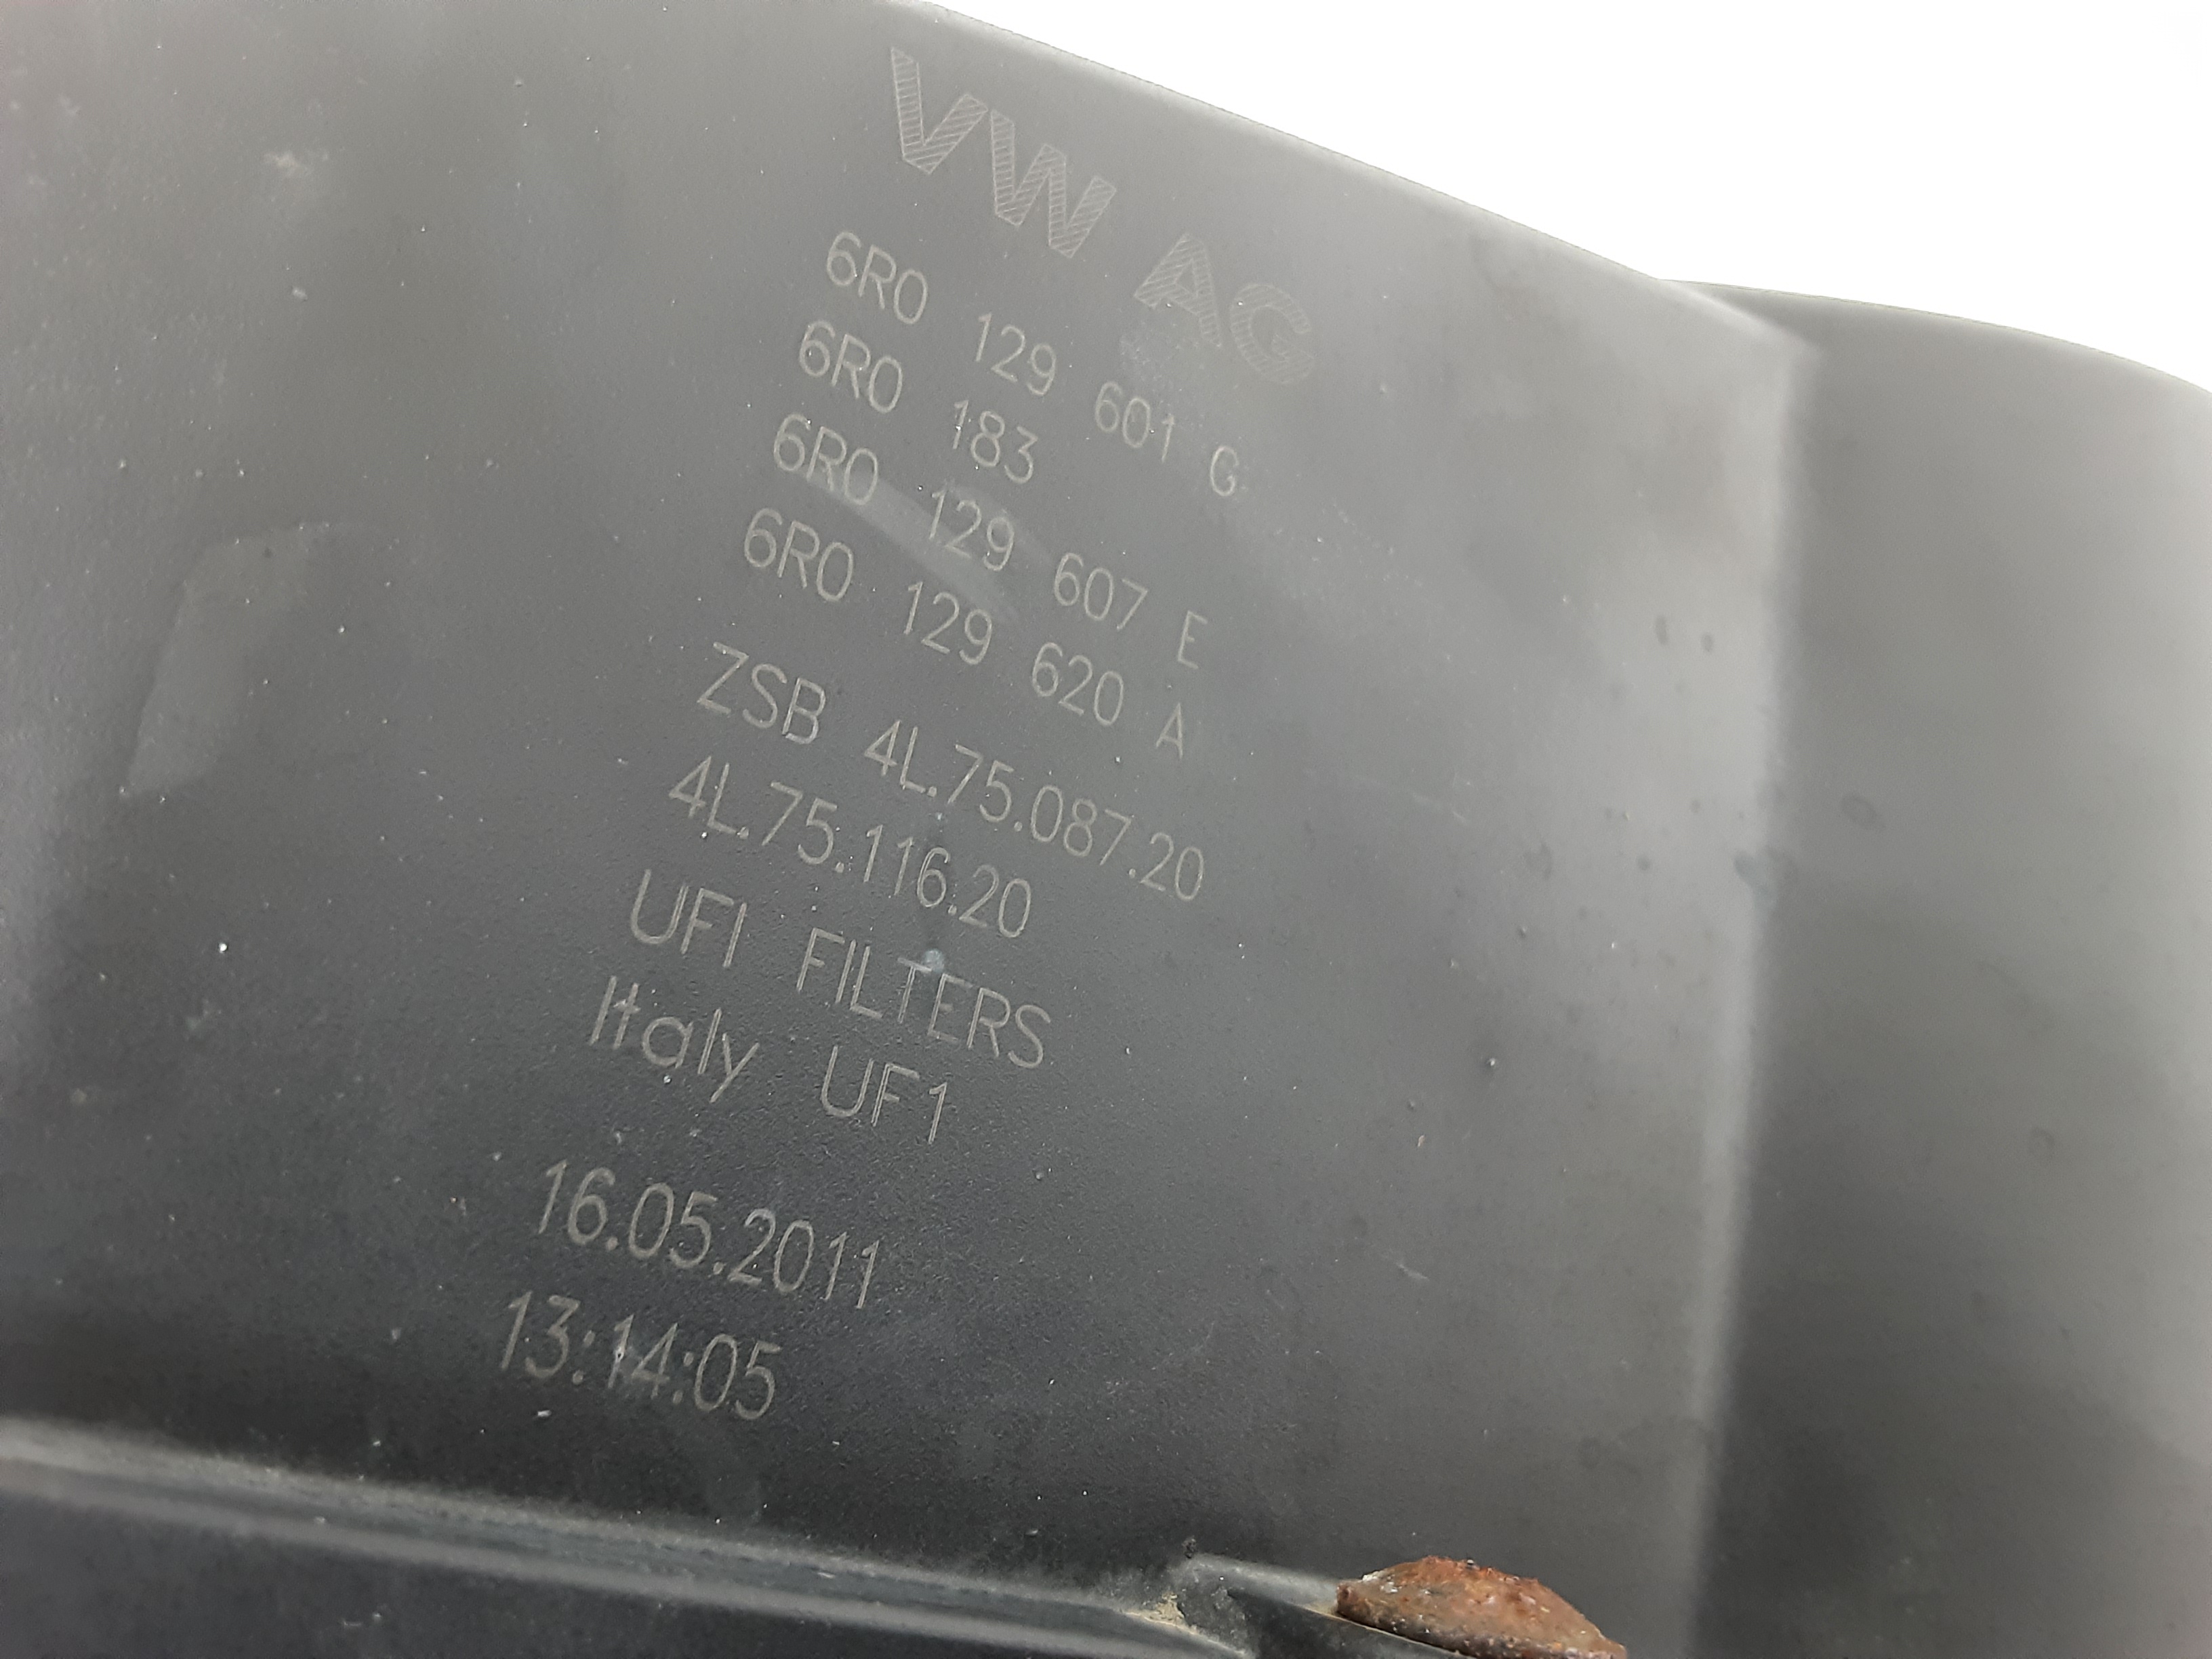 VW AG
6R0 129 601 G
6R0 183
6R0 129 607 E
6R0 129 620 A
ZSB 4L.75.087.20
4L.75.116.20
UFI FILTERS
Italy UF1
16.05.2011
13:14:05